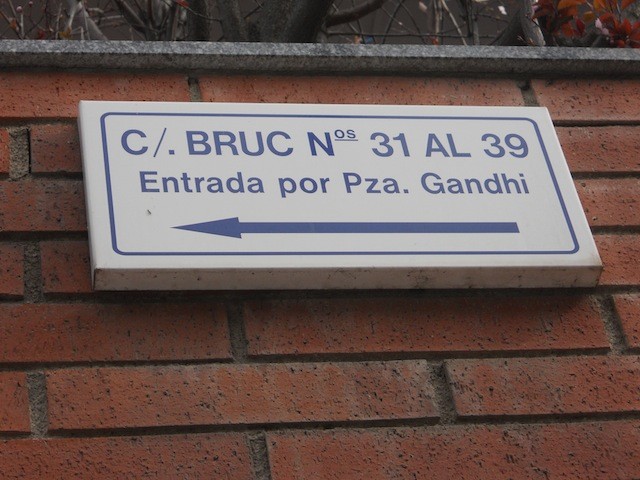 C/. BRUC Nos 31 AL 39
Entrada por Pza. Gandhi